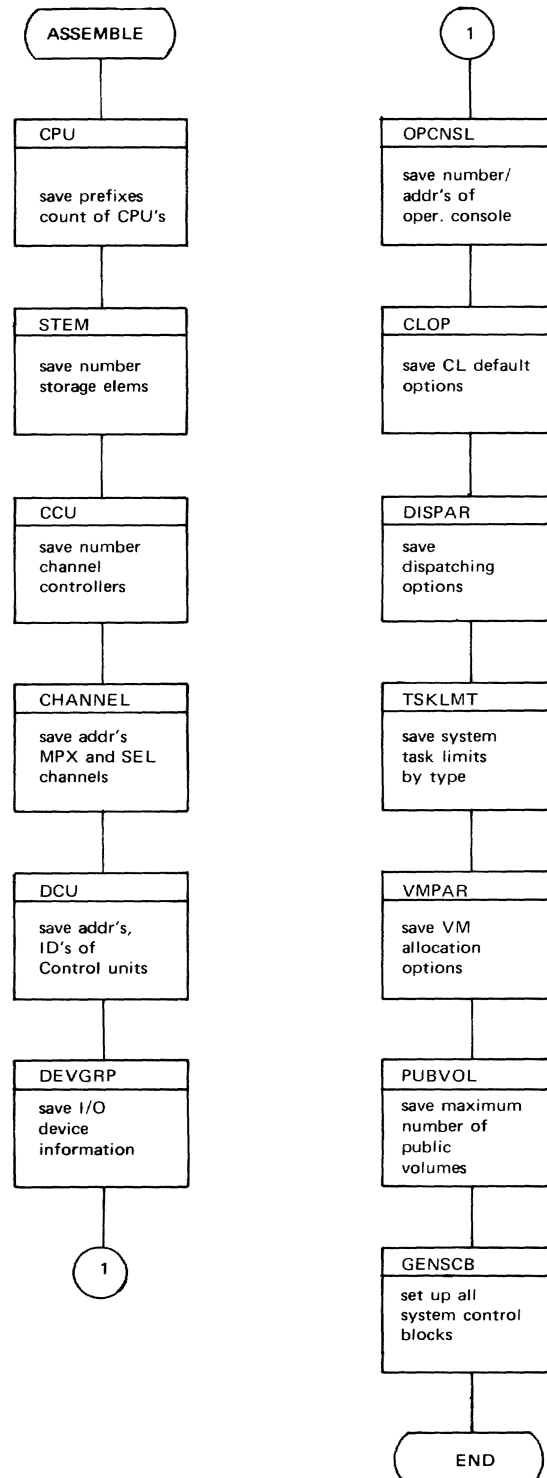 ASSEMBLE
CPU
save prefixes
count of CPU's
STEM
save number
storage elems
CCU
save number
channel
controllers
CHANNEL
save addr's
MPX and SEL
channels
DCU
save addr's,
ID's of
Control units
DEVGRP
save I/O
device
information
1
1
OPCNSL
save number/
addr's of
oper. console
CLOP
save CL default
options
DISPAR
save
dispatching
options
TSKLMT
save system
task limits
by type
VMPAR
save VM
allocation
options
PUBVOL
save maximum
number of
public
volumes
GENSCB
set up all
system control
blocks
END